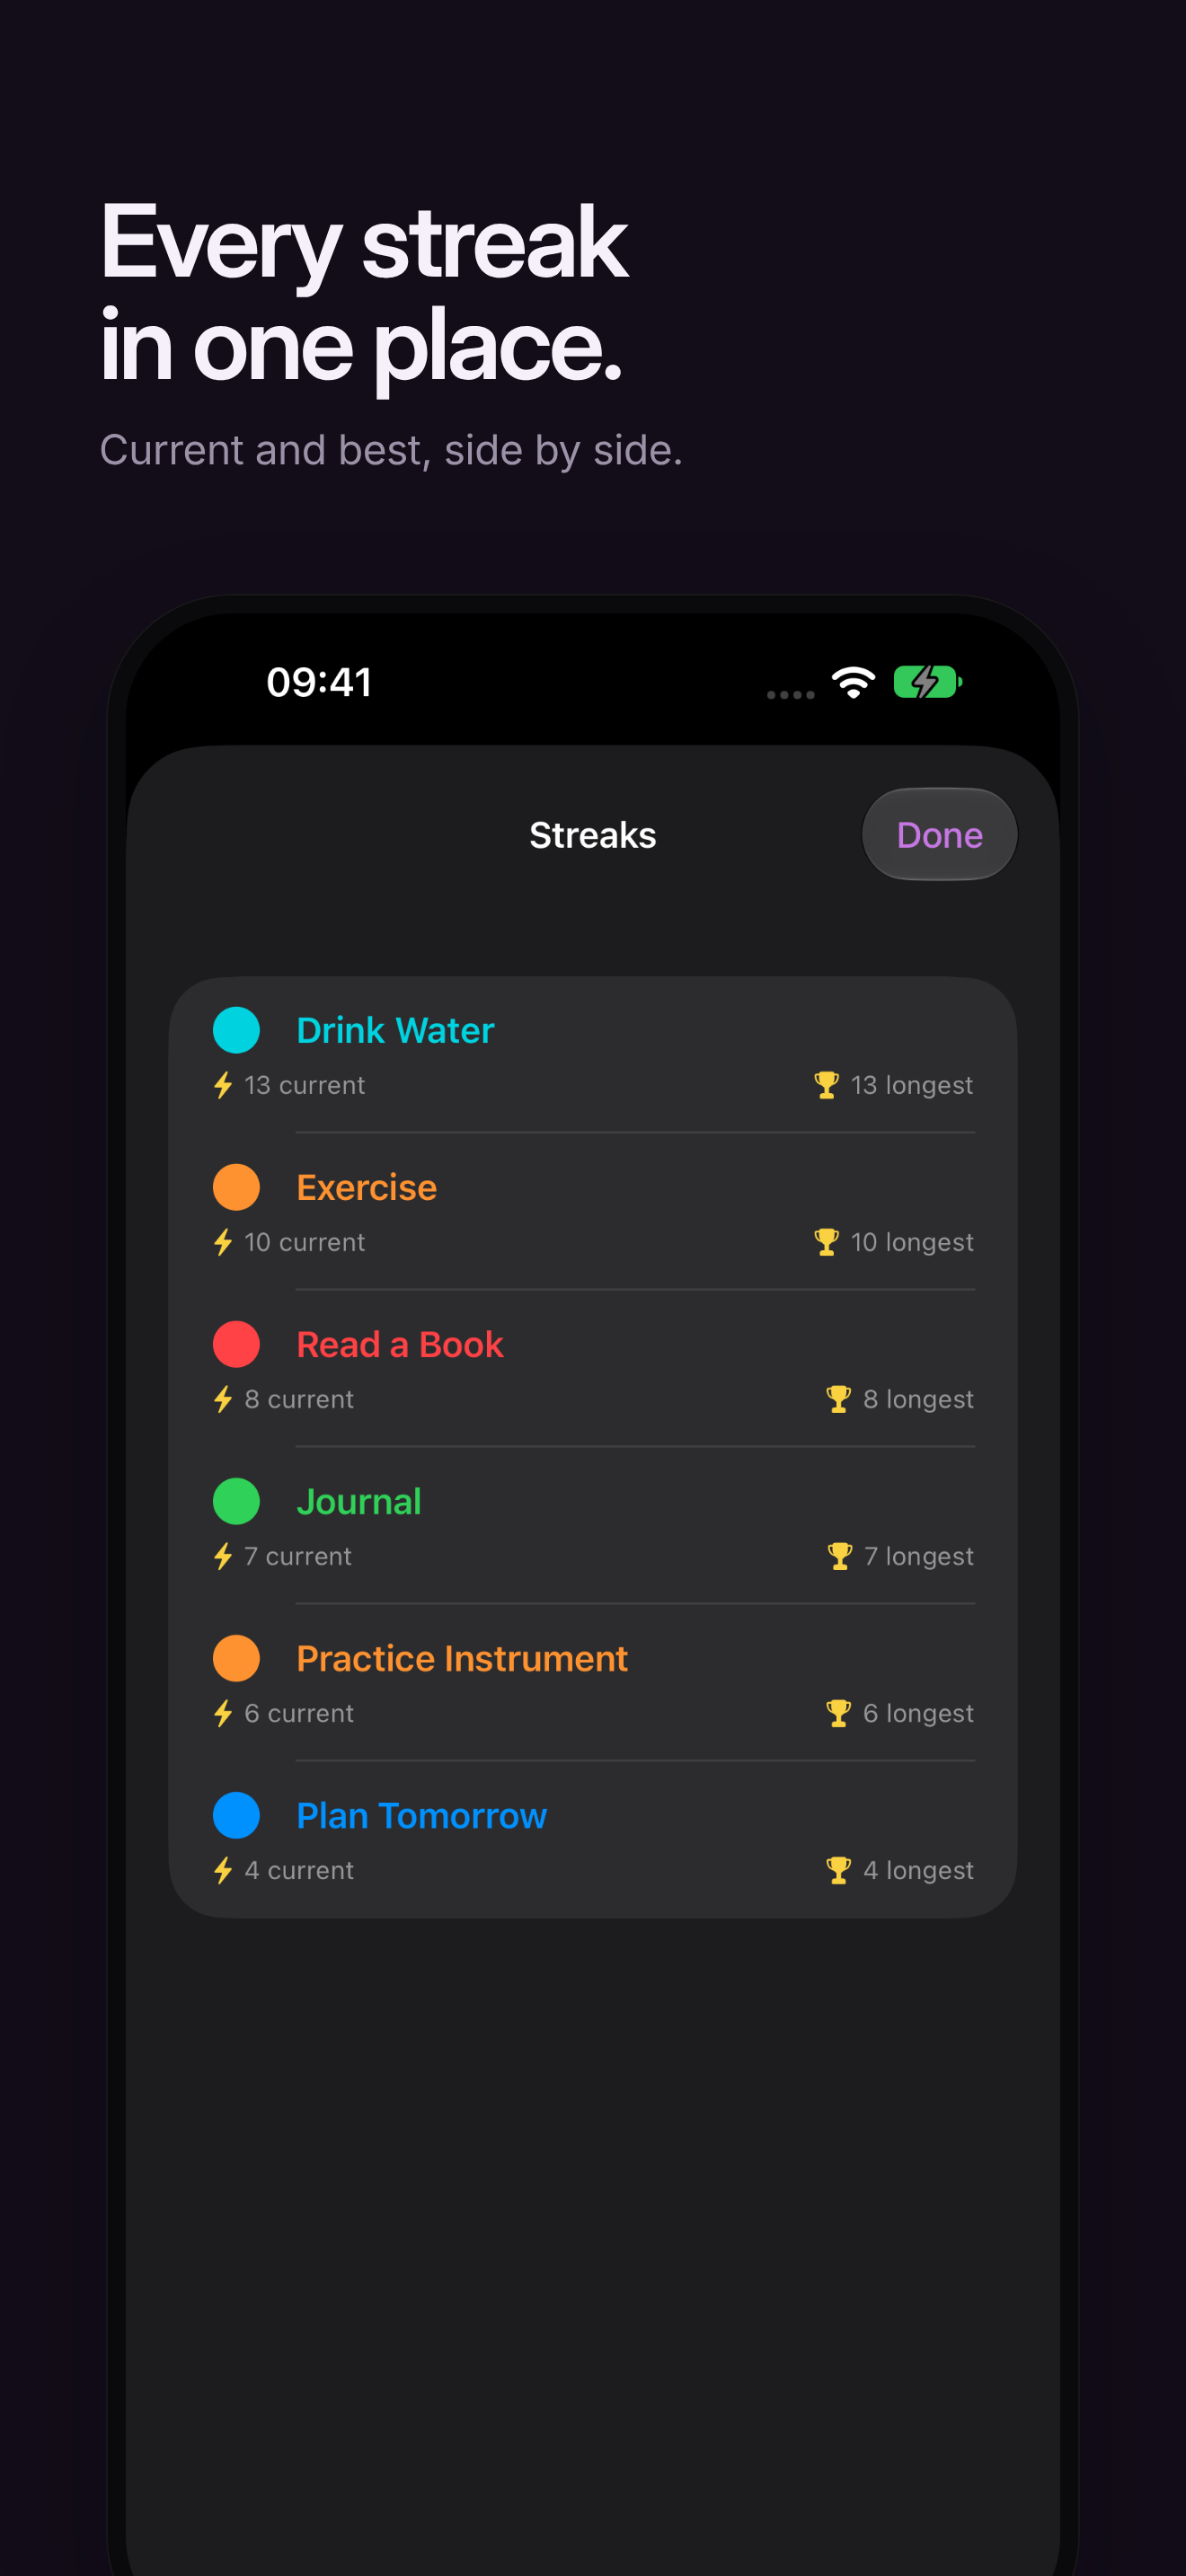 Every streak
in one place.
Current and best, side by side.
09:41
Streaks
Done
Drink Water
13 current
13 longest
Exercise
10 current
10 longest
Read a Book
8 current
8 longest
Journal
7 current
7 longest
Practice Instrument
6 current
6 longest
Plan Tomorrow
4 current
4 longest